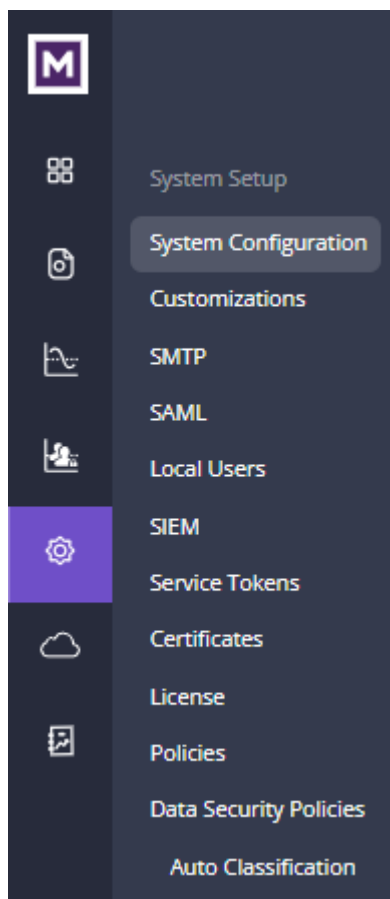 M
System Setup
System Configuration
Customizations
SMTP
SAML
Local Users
SIEM
Service Tokens
Certificates
License
Policies
Data Security Policies
Auto Classification